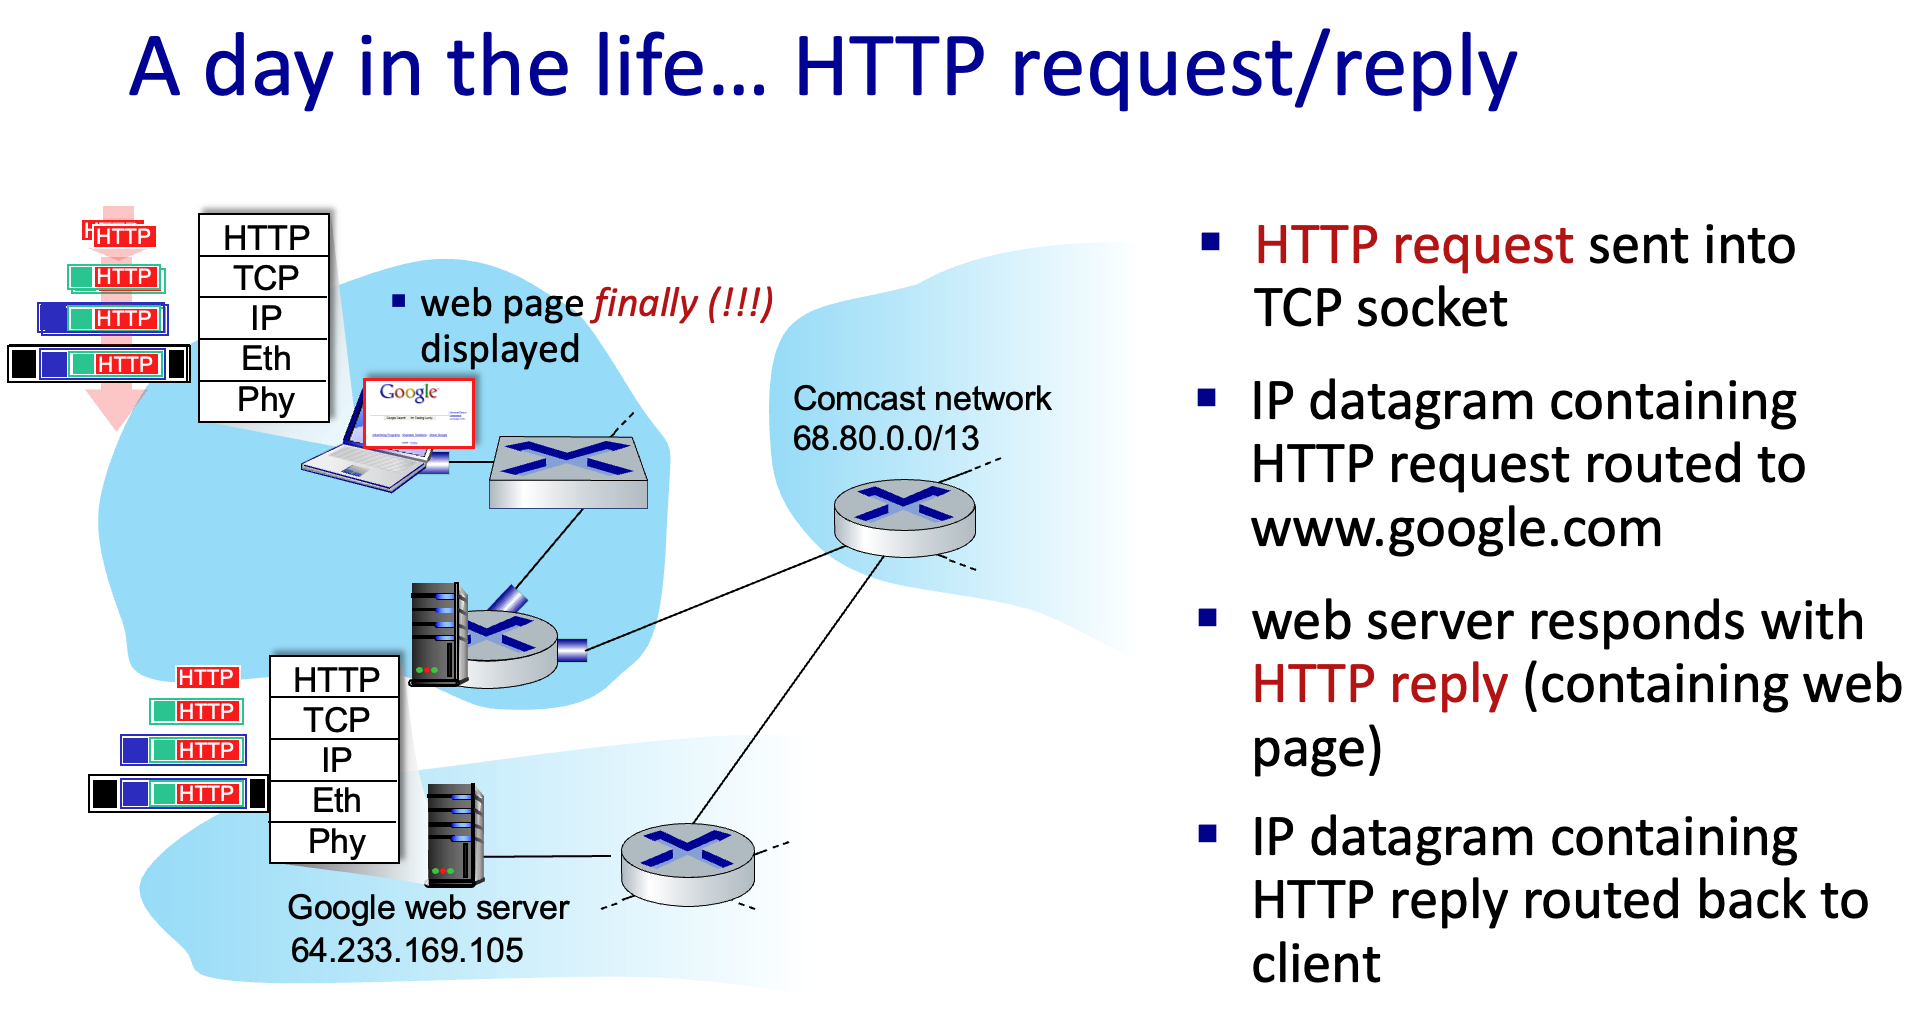 A day in the life... HTTP request/reply
HTTP
HTTP
HTTP
HTTP
HTTP
HTTP
TCP
IP
Eth
Phy
▪ web page finally (!!!)
displayed
Google
Comcast network
68.80.0.0/13
HTTP
HTTP
HTTP
HTTP
HTTP
TCP
IP
Eth
Phy
Google web server
64.233.169.105
▪ HTTP request sent into
TCP socket
▪ IP datagram containing
HTTP request routed to
www.google.com
▪ web server responds with
HTTP reply (containing web
page)
▪ IP datagram containing
HTTP reply routed back to
client